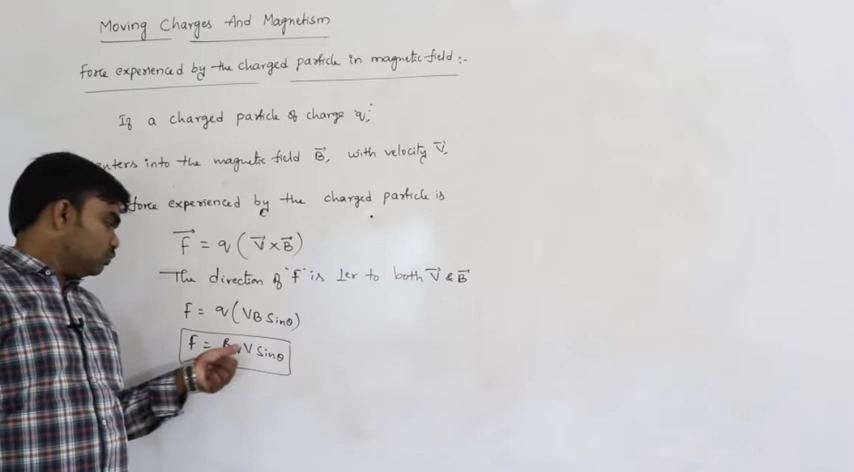 Moving Charges And Magnetism
Force experienced by the charged particle in magnetic field :-
If a charged particle of charge 'q',
enters into the magnetic field B⃗, with velocity V⃗,
force experienced by the charged particle is
F⃗ = q (V⃗ × B⃗)
The direction of 'F' is ⊥er to both V⃗ & B⃗
F = q (VB Sinθ)
F = BqV Sinθ